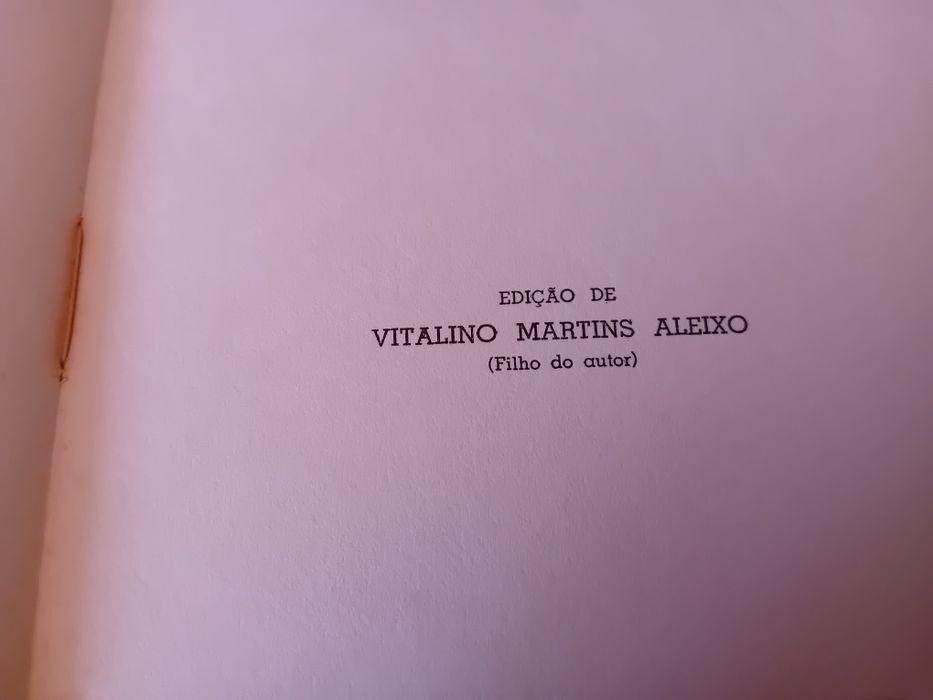 EDIÇÃO DE
VITALINO MARTINS ALEIXO
(Filho do autor)